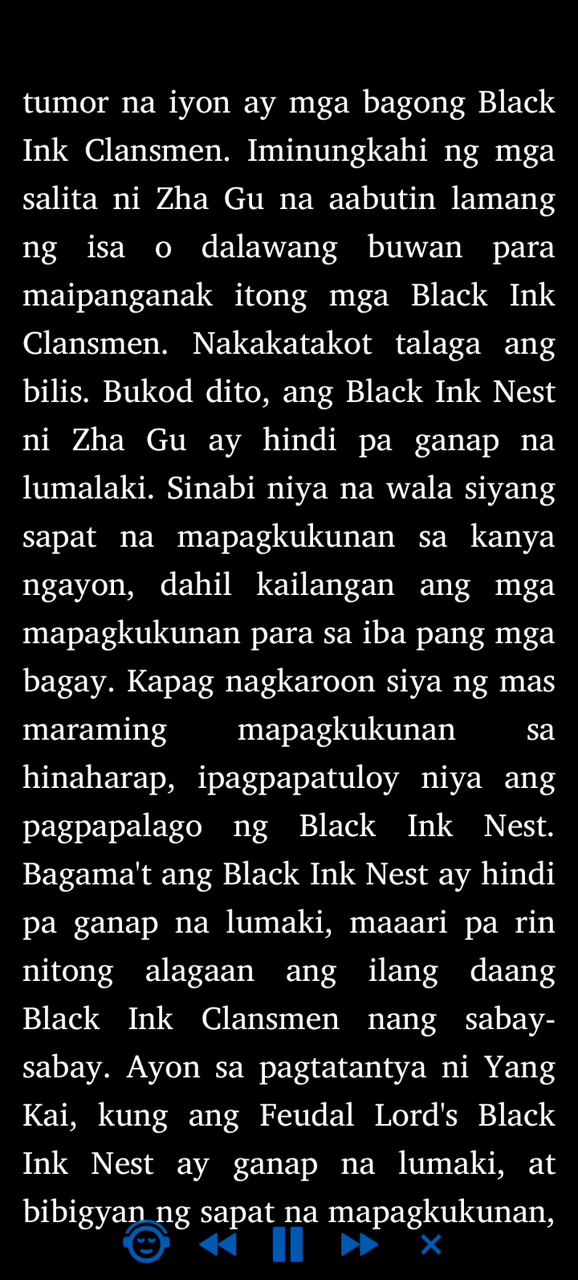 tumor na iyon ay mga bagong Black
Ink Clansmen. Iminungkahi ng mga
salita ni Zha Gu na aabutin lamang
ng isa o dalawang buwan para
maipanganak itong mga Black Ink
Clansmen. Nakakatakot talaga ang
bilis. Bukod dito, ang Black Ink Nest
ni Zha Gu ay hindi pa ganap na
lumalaki. Sinabi niya na wala siyang
sapat na mapagkukunan sa kanya
ngayon, dahil kailangan ang mga
mapagkukunan para sa iba pang mga
bagay. Kapag nagkaroon siya ng mas
maraming mapagkukunan sa
hinaharap, ipagpapatuloy niya ang
pagpapalago ng Black Ink Nest.
Bagama't ang Black Ink Nest ay hindi
pa ganap na lumaki, maaari pa rin
nitong alagaan ang ilang daang
Black Ink Clansmen nang sabay-
sabay. Ayon sa pagtatantya ni Yang
Kai, kung ang Feudal Lord's Black
Ink Nest ay ganap na lumaki, at
bibigyan ng sapat na mapagkukunan,